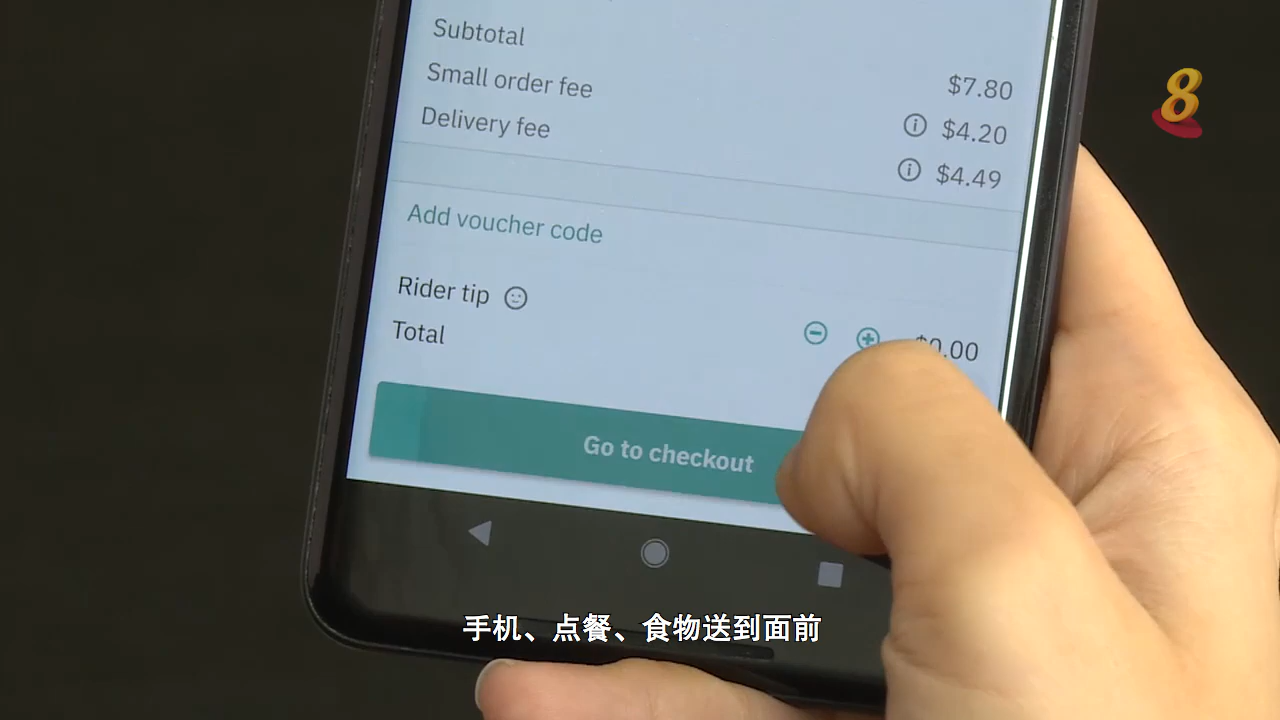 Subtotal $7.80
Small order fee $4.20
Delivery fee $4.49
Add voucher code
Rider tip
Total
Go to checkout
8
手机、点餐、食物送到面前